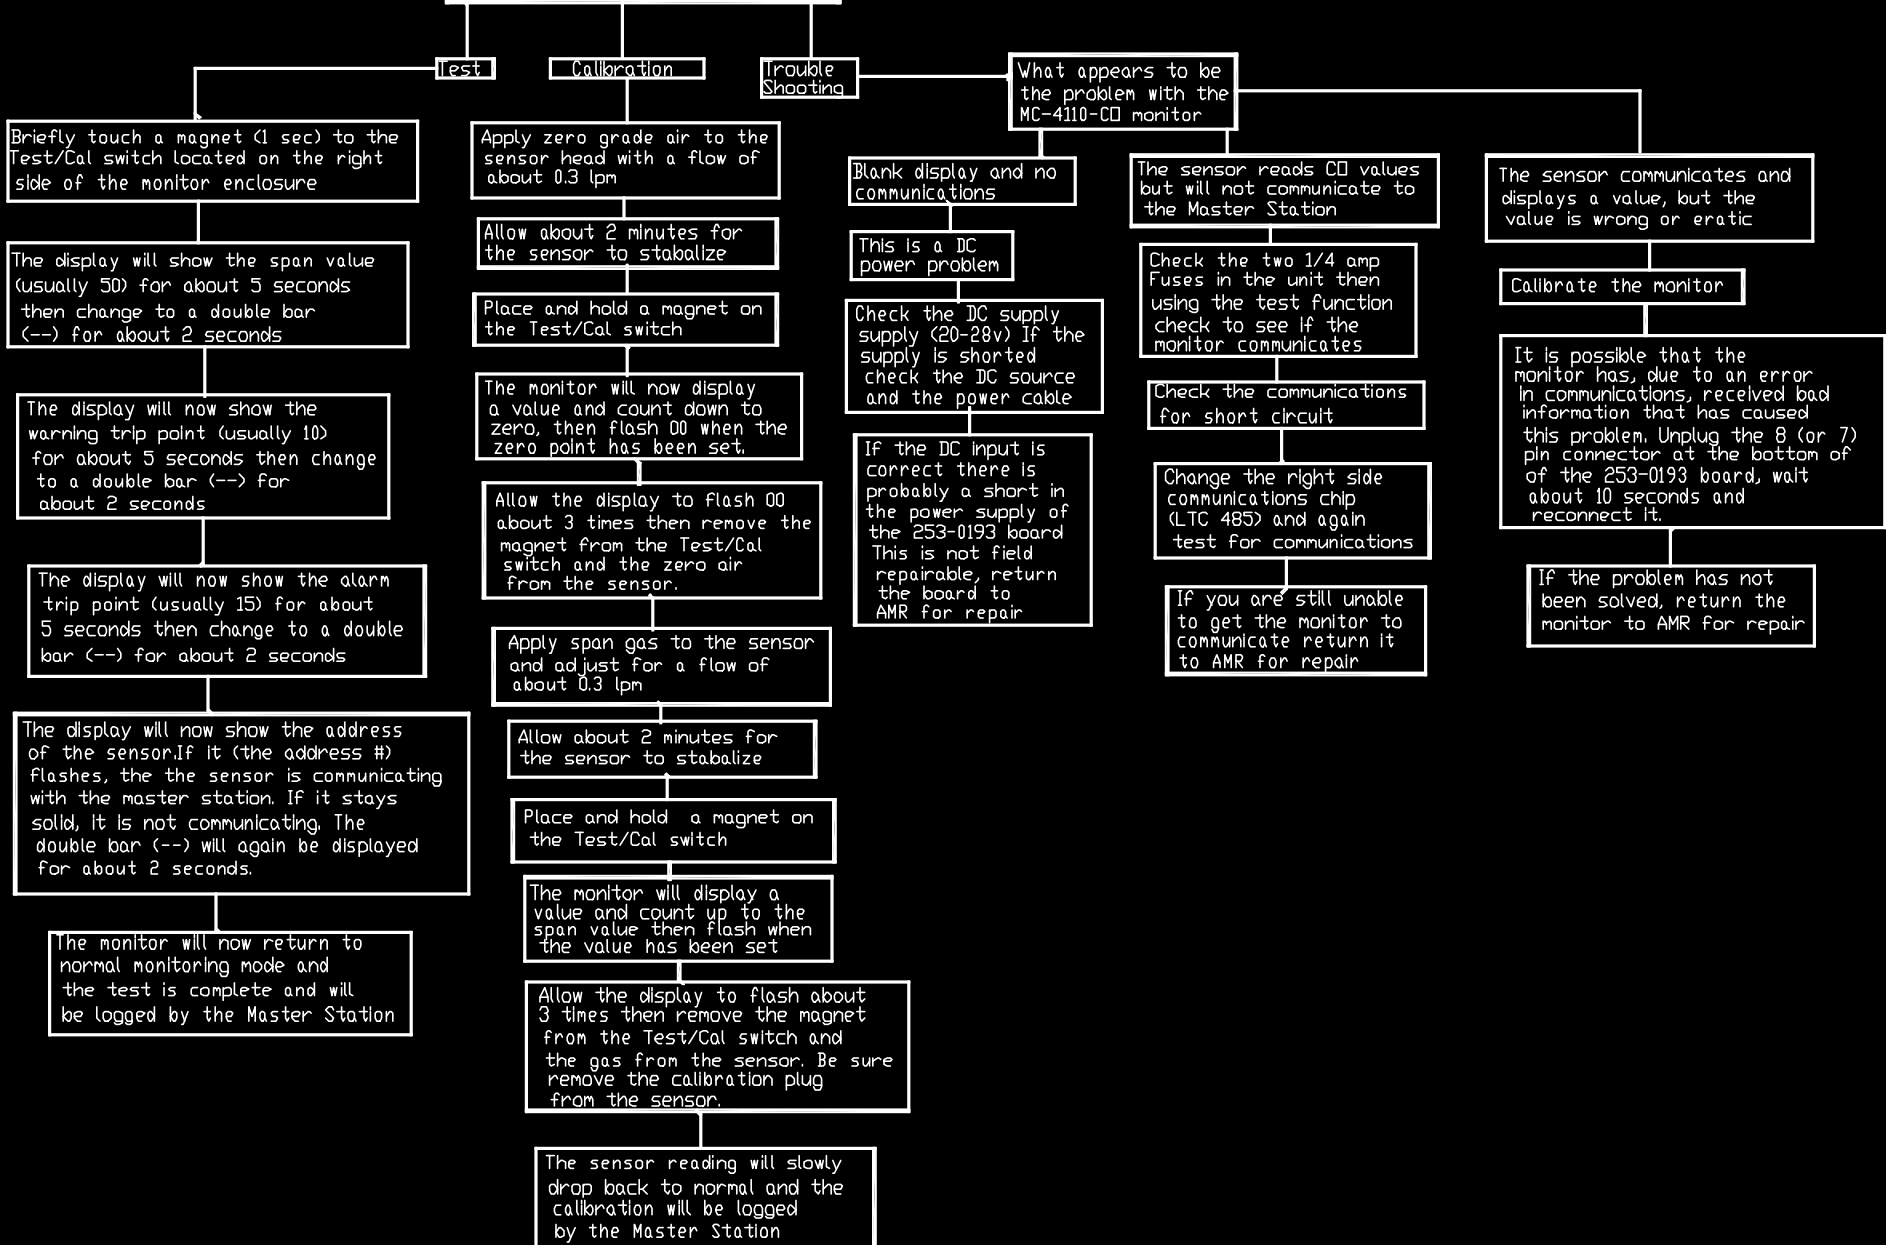 Test
Calibration
Trouble
Shooting
What appears to be
the problem with the
MC-4110-CO monitor
Briefly touch a magnet (1 sec) to the
Test/Cal switch located on the right
side of the monitor enclosure
The display will show the span value
(usually 50) for about 5 seconds
then change to a double bar
(--) for about 2 seconds
The display will now show the
warning trip point (usually 10)
for about 5 seconds then change
to a double bar (--) for
about 2 seconds
The display will now show the alarm
trip point (usually 15) for about
5 seconds then change to a double
bar (--) for about 2 seconds
The display will now show the address
of the sensor.If it (the address #)
flashes, the the sensor is communicating
with the master station. If it stays
solid, it is not communicating. The
double bar (--) will again be displayed
for about 2 seconds.
The monitor will now return to
normal monitoring mode and
the test is complete and will
be logged by the Master Station
Apply zero grade air to the
sensor head with a flow of
about 0.3 lpm
Allow about 2 minutes for
the sensor to stabalize
Place and hold a magnet on
the Test/Cal switch
The monitor will now display
a value and count down to
zero, then flash 00 when the
zero point has been set.
Allow the display to flash 00
about 3 times then remove the
magnet from the Test/Cal
switch and the zero air
from the sensor.
Apply span gas to the sensor
and adjust for a flow of
about 0.3 lpm
Allow about 2 minutes for
the sensor to stabalize
Place and hold a magnet on
the Test/Cal switch
The monitor will display a
value and count up to the
span value then flash when
the value has been set
Allow the display to flash about
3 times then remove the magnet
from the Test/Cal switch and
the gas from the sensor. Be sure
remove the calibration plug
from the sensor.
The sensor reading will slowly
drop back to normal and the
calibration will be logged
by the Master Station
Blank display and no
communications
This is a DC
power problem
Check the DC supply
supply (20-28v) If the
supply is shorted
check the DC source
and the power cable
If the DC input is
correct there is
probably a short in
the power supply of
the 253-0193 board
This is not field
repairable, return
the board to
AMR for repair
The sensor reads CO values
but will not communicate to
the Master Station
Check the two 1/4 amp
Fuses in the unit then
using the test function
check to see if the
monitor communicates
Check the communications
for short circuit
Change the right side
communications chip
(LTC 485) and again
test for communications
If you are still unable
to get the monitor to
communicate return it
to AMR for repair
The sensor communicates and
displays a value, but the
value is wrong or eratic
Calibrate the monitor
It is possible that the
monitor has, due to an error
in communications, received bad
information that has caused
this problem. Unplug the 8 (or 7)
pin connector at the bottom of
of the 253-0193 board, wait
about 10 seconds and
reconnect it.
If the problem has not
been solved, return the
monitor to AMR for repair